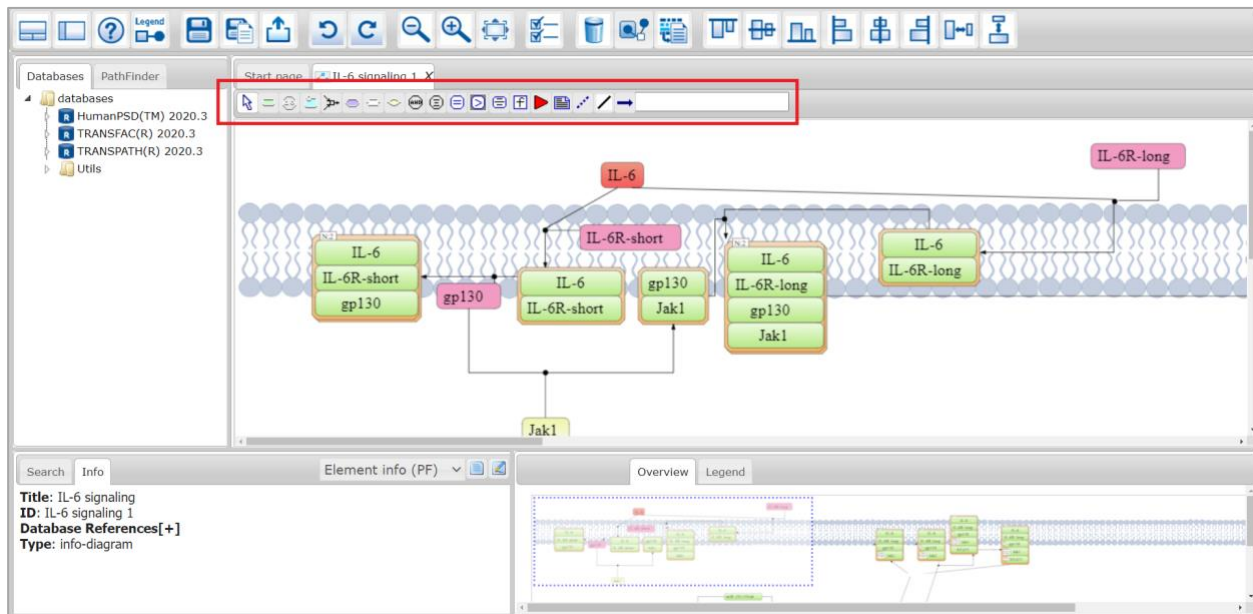 Legend
Databases
PathFinder
Start page
IL-6 signaling 1 X
databases
HumanPSD(TM) 2020.3
TRANSFAC(R) 2020.3
TRANSPATH(R) 2020.3
Utils
AND
IL-6
IL-6R-long
IL-6R-short
IL-6
IL-6R-short
gp130
gp130
IL-6
IL-6R-short
gp130
Jak1
N:2
IL-6
IL-6R-long
gp130
Jak1
IL-6
IL-6R-long
Jak1
Search
Info
Element info (PF)
Overview
Legend
Title: IL-6 signaling
ID: IL-6 signaling 1
Database References[+]
Type: info-diagram